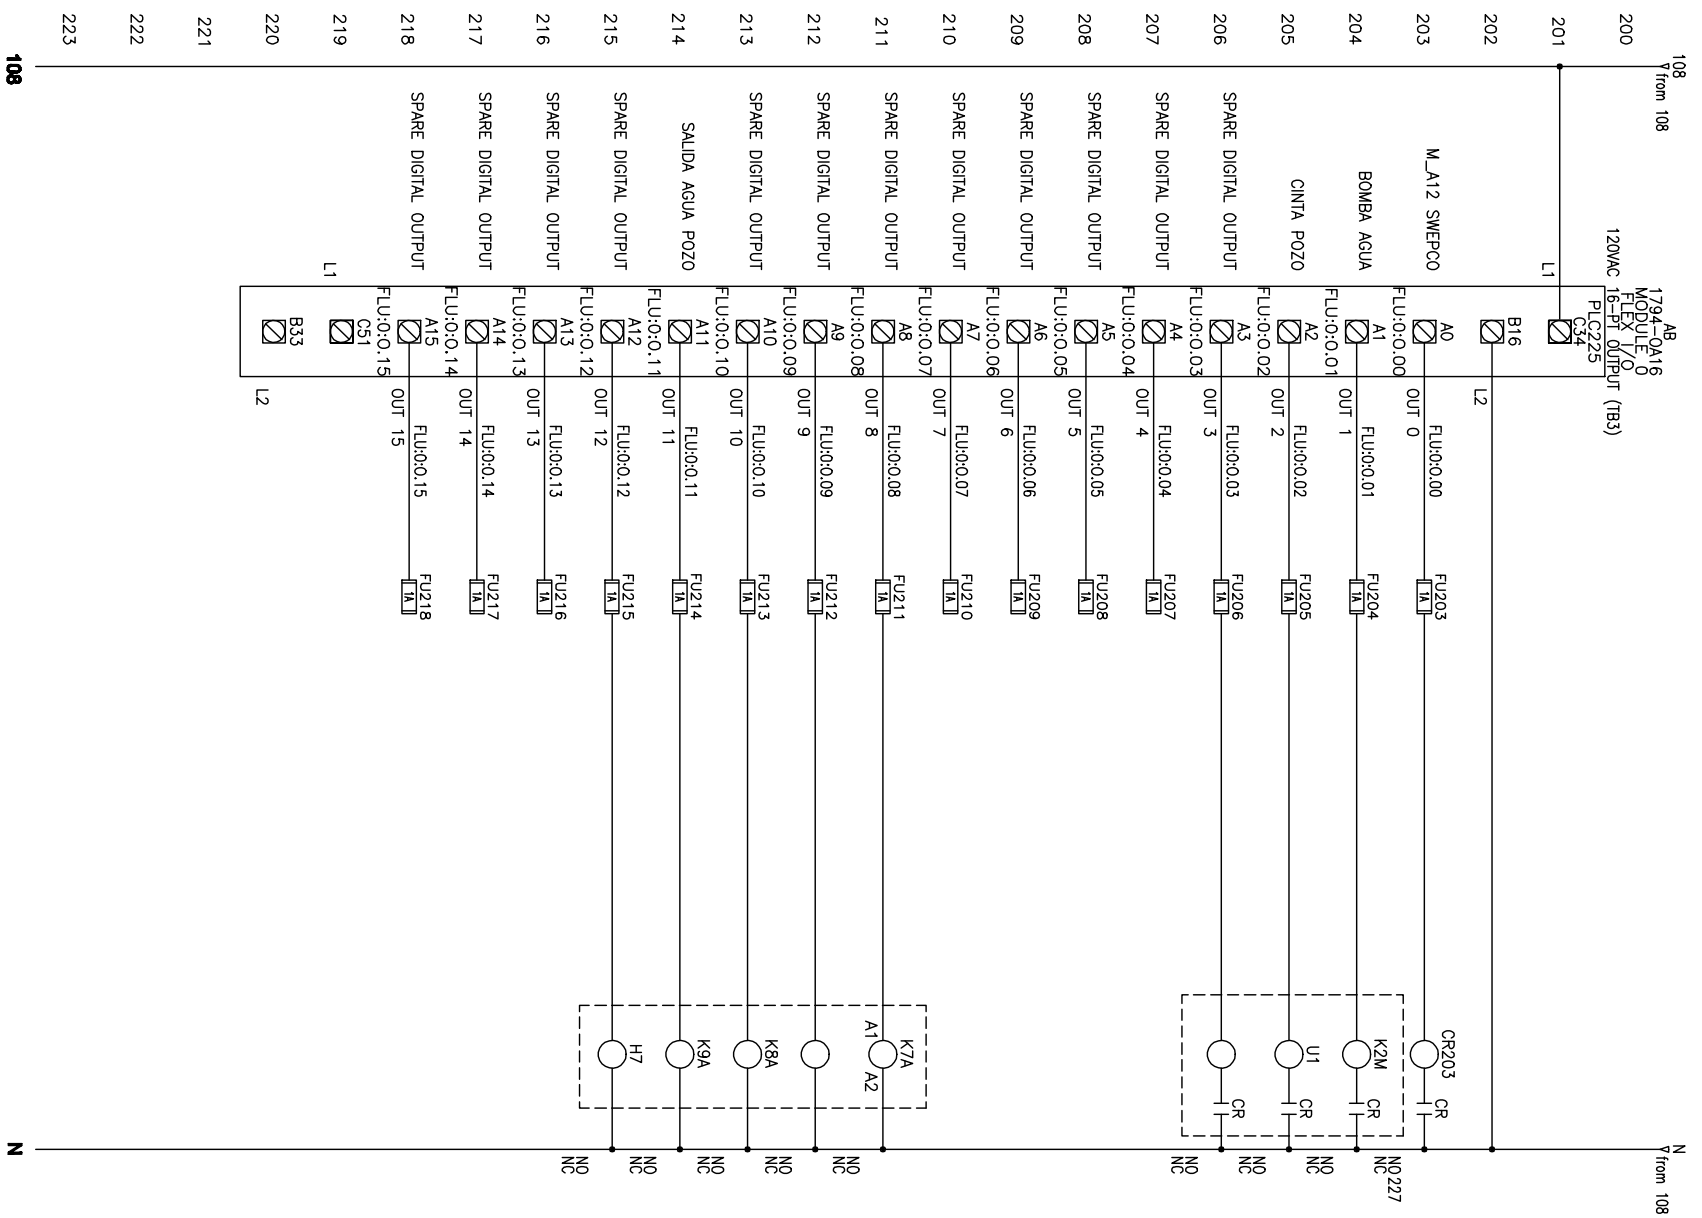 108
from 108
200
201
202
203
204
205
206
207
208
209
210
211
212
213
214
215
216
217
218
219
220
221
222
223
108
AB
1794-OA16
MODULE 0
FLEX I/O
120VAC 16-PT OUTPUT (TB3)
PLC225
L1
C34
B16
L2
M_A12 SWEPCO
A0
FLU:0:0.00
OUT 0
FLU:0:0.00
FU203
1A
CR203
CR
BOMBA AGUA
A1
FLU:0:0.01
OUT 1
FLU:0:0.01
FU204
1A
K2M
CR
NO 227
NC
CINTA POZO
A2
FLU:0:0.02
OUT 2
FLU:0:0.02
FU205
1A
U1
CR
NO
NC
SPARE DIGITAL OUTPUT
A3
FLU:0:0.03
OUT 3
FLU:0:0.03
FU206
1A
CR
NO
NC
NO
NC
SPARE DIGITAL OUTPUT
A4
FLU:0:0.04
OUT 4
FLU:0:0.04
FU207
1A
SPARE DIGITAL OUTPUT
A5
FLU:0:0.05
OUT 5
FLU:0:0.05
FU208
1A
SPARE DIGITAL OUTPUT
A6
FLU:0:0.06
OUT 6
FLU:0:0.06
FU209
1A
SPARE DIGITAL OUTPUT
A7
FLU:0:0.07
OUT 7
FLU:0:0.07
FU210
1A
SPARE DIGITAL OUTPUT
A8
FLU:0:0.08
OUT 8
FLU:0:0.08
FU211
1A
A1
K7A
A2
NO
NC
SPARE DIGITAL OUTPUT
A9
FLU:0:0.09
OUT 9
FLU:0:0.09
FU212
1A
NO
NC
SPARE DIGITAL OUTPUT
A10
FLU:0:0.10
OUT 10
FLU:0:0.10
FU213
1A
K8A
NO
NC
SALIDA AGUA POZO
A11
FLU:0:0.11
OUT 11
FLU:0:0.11
FU214
1A
K9A
NO
NC
SPARE DIGITAL OUTPUT
A12
FLU:0:0.12
OUT 12
FLU:0:0.12
FU215
1A
H7
NO
NC
SPARE DIGITAL OUTPUT
A13
FLU:0:0.13
OUT 13
FLU:0:0.13
FU216
1A
SPARE DIGITAL OUTPUT
A14
FLU:0:0.14
OUT 14
FLU:0:0.14
FU217
1A
SPARE DIGITAL OUTPUT
A15
FLU:0:0.15
OUT 15
FLU:0:0.15
FU218
1A
L1
C51
B33
L2
N
from 108
N